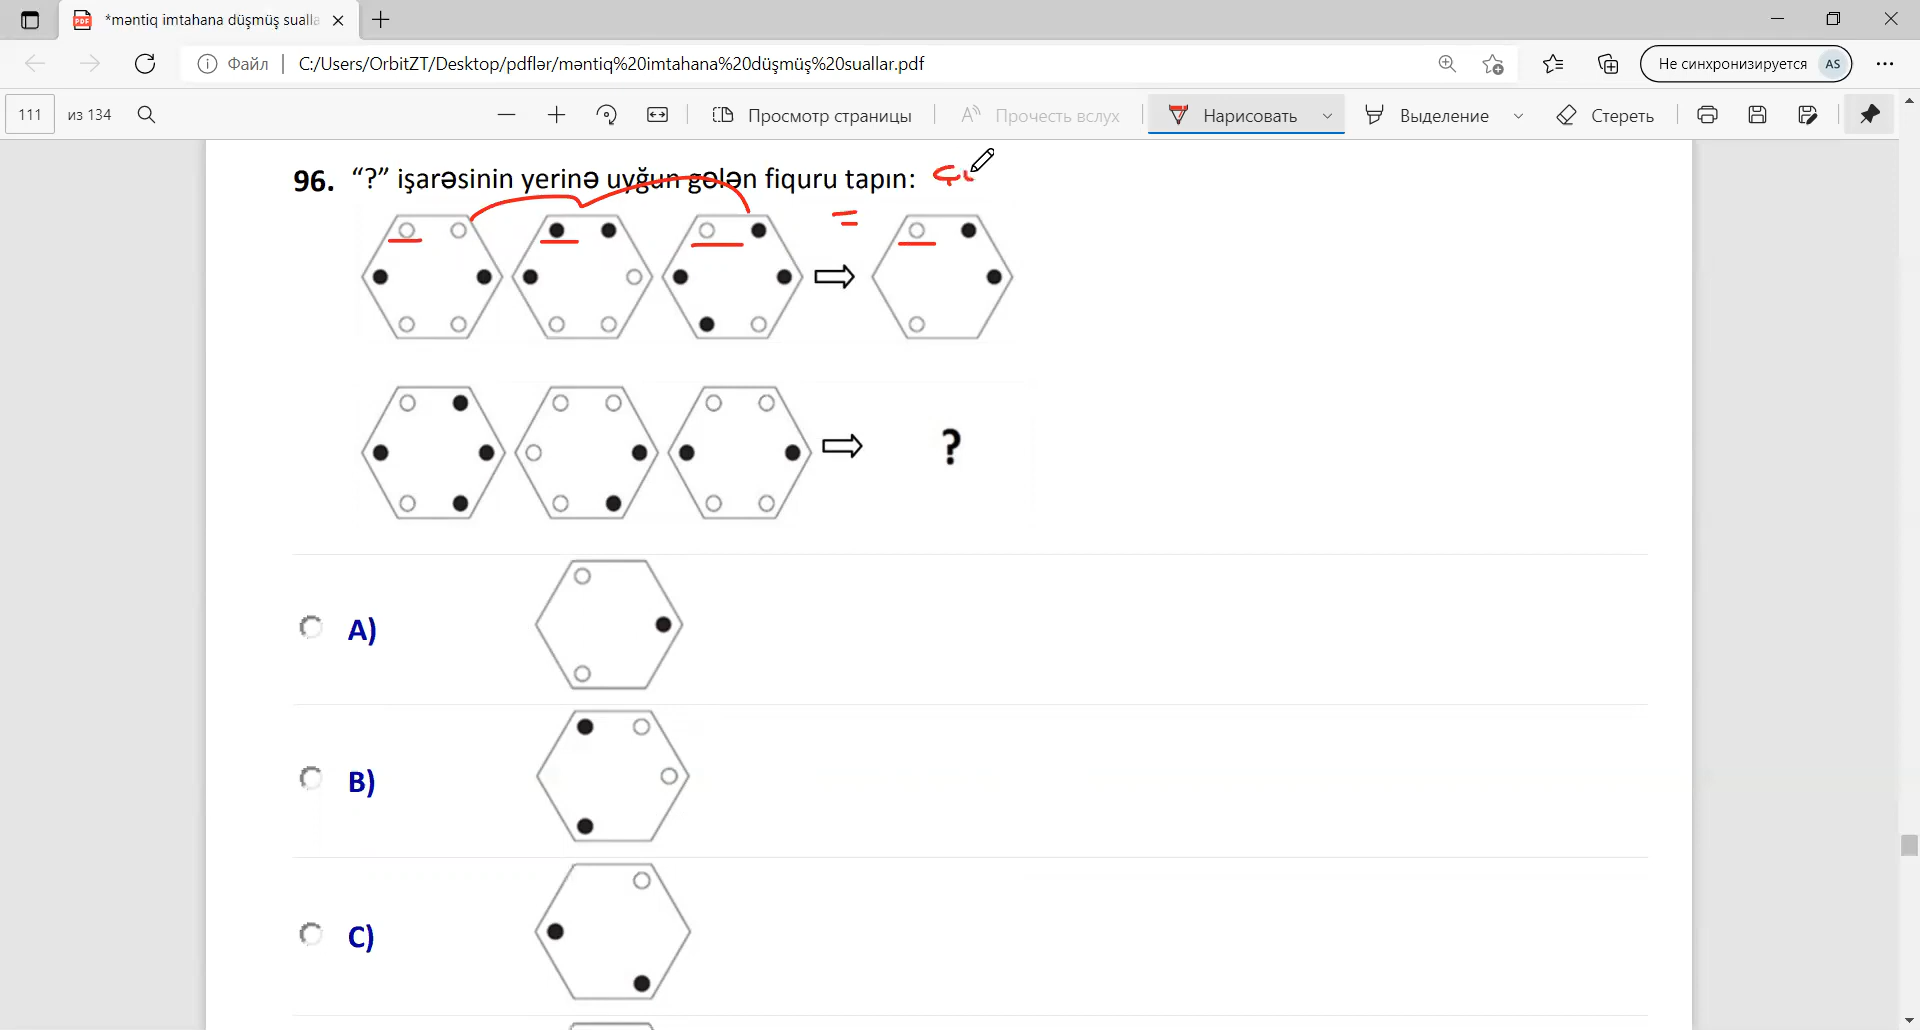 *məntiq imtahana düşmüş sualla
Файл
C:/Users/OrbitZT/Desktop/pdflər/məntiq%20imtahana%20düşmüş%20suallar.pdf
Не синхронизируется AS
111 из 134
Просмотр страницы
Прочесть вслух
Нарисовать
Выделение
Стереть
96. “?” işarəsinin yerinə uyğun gələn fiquru tapın:
=
?
A)
B)
C)